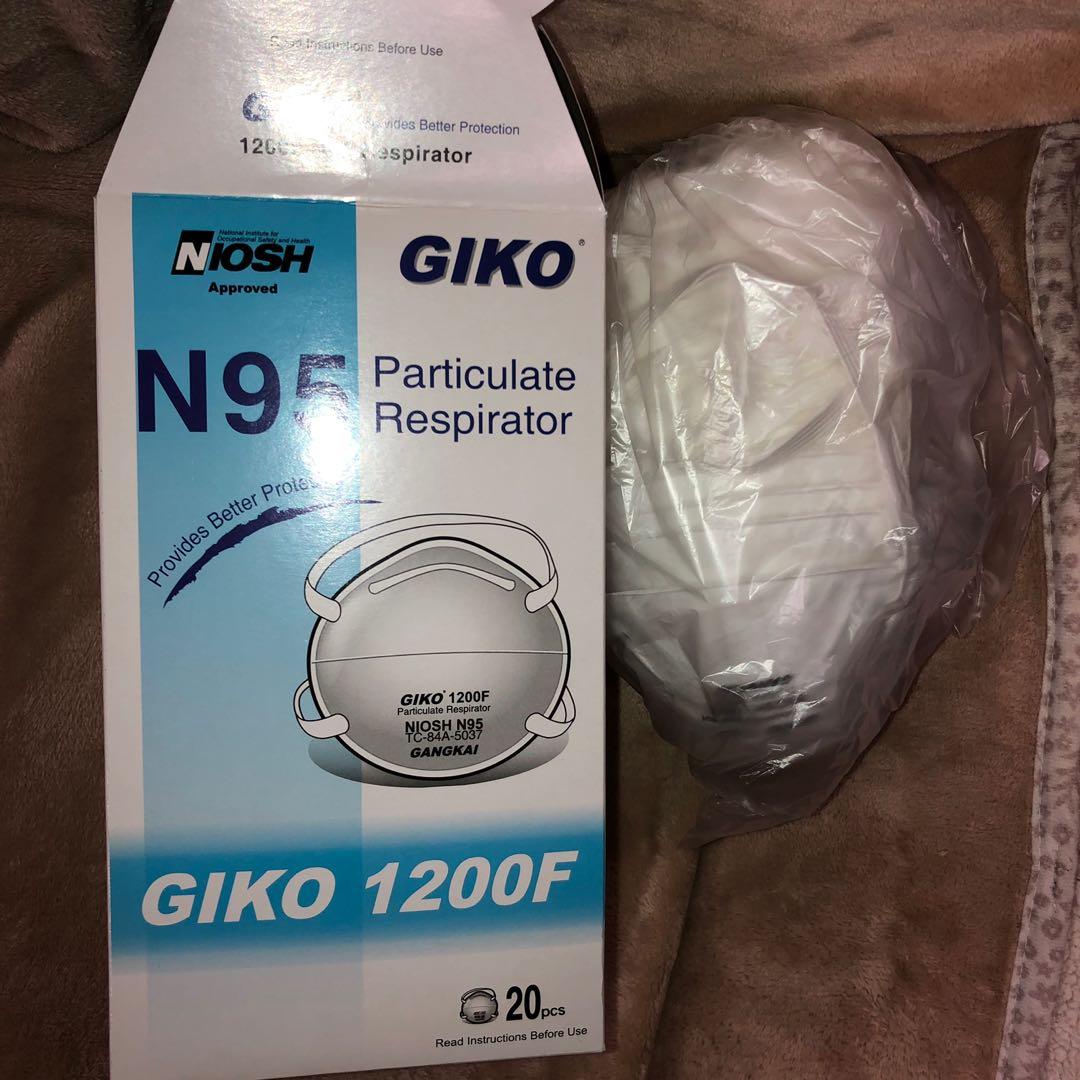 Read Instructions Before Use
Better Protection
Respirator
National Institute for
Occupational Safety and Health
NIOSH
Approved
GIKO®
N95 Particulate
Respirator
Provides Better
GIKO® 1200F
Particulate Respirator
NIOSH N95
TC-84A-5037
GANGKAI
GIKO 1200F
20pcs
Read Instructions Before Use